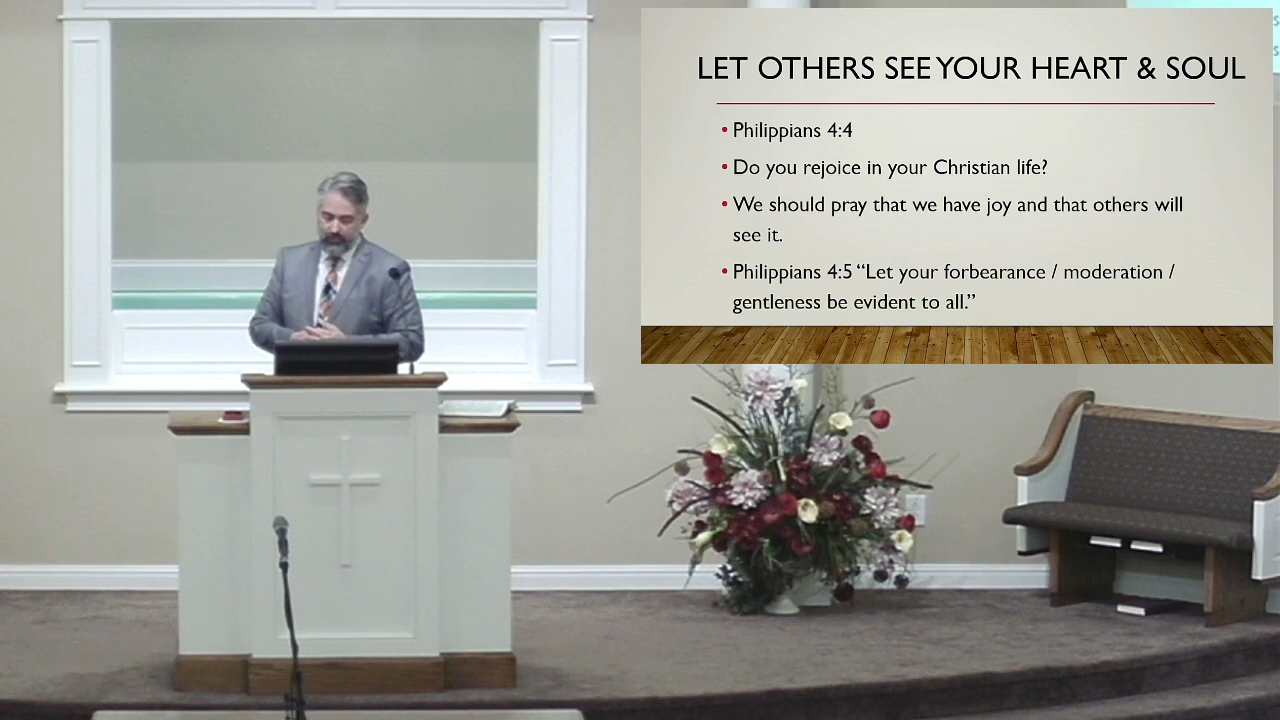 LET OTHERS SEE YOUR HEART & SOUL
• Philippians 4:4
• Do you rejoice in your Christian life?
• We should pray that we have joy and that others will
see it.
• Philippians 4:5 “Let your forbearance / moderation /
gentleness be evident to all.”